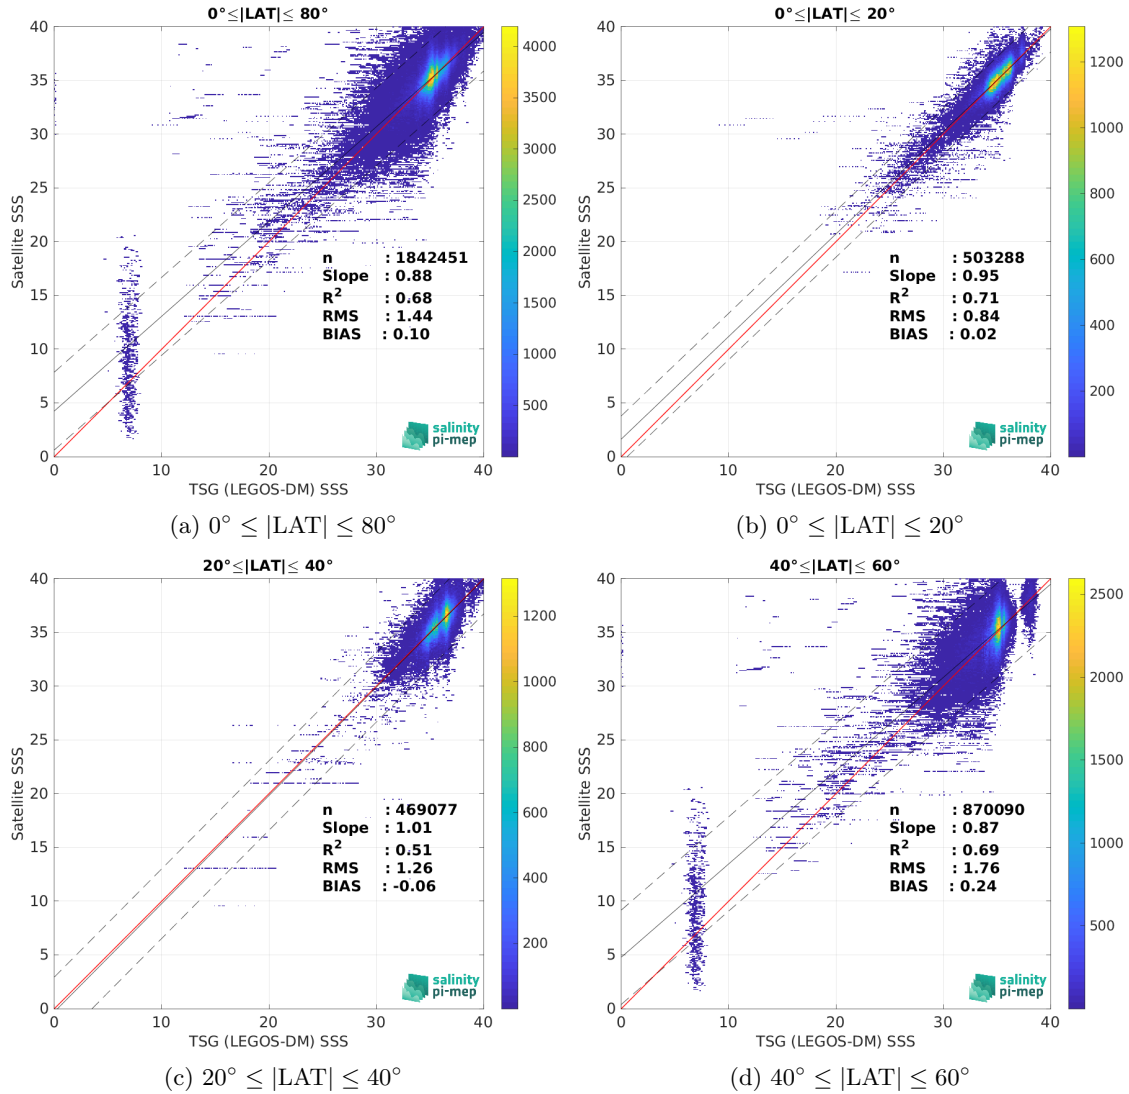 0°≤|LAT|≤ 80°
40
35
30
25
20
15
10
5
0
Satellite SSS
n : 1842451
Slope : 0.88
R² : 0.68
RMS : 1.44
BIAS : 0.10
salinity
pi-mep
0 10 20 30 40
TSG (LEGOS-DM) SSS
4000
3500
3000
2500
2000
1500
1000
500
(a) 0° ≤ |LAT| ≤ 80°
0°≤|LAT|≤ 20°
40
35
30
25
20
15
10
5
0
Satellite SSS
n : 503288
Slope : 0.95
R² : 0.71
RMS : 0.84
BIAS : 0.02
salinity
pi-mep
0 10 20 30 40
TSG (LEGOS-DM) SSS
1200
1000
800
600
400
200
(b) 0° ≤ |LAT| ≤ 20°
20°≤|LAT|≤ 40°
40
35
30
25
20
15
10
5
0
Satellite SSS
n : 469077
Slope : 1.01
R² : 0.51
RMS : 1.26
BIAS : -0.06
salinity
pi-mep
0 10 20 30 40
TSG (LEGOS-DM) SSS
1200
1000
800
600
400
200
(c) 20° ≤ |LAT| ≤ 40°
40°≤|LAT|≤ 60°
40
35
30
25
20
15
10
5
0
Satellite SSS
n : 870090
Slope : 0.87
R² : 0.69
RMS : 1.76
BIAS : 0.24
salinity
pi-mep
0 10 20 30 40
TSG (LEGOS-DM) SSS
2500
2000
1500
1000
500
(d) 40° ≤ |LAT| ≤ 60°